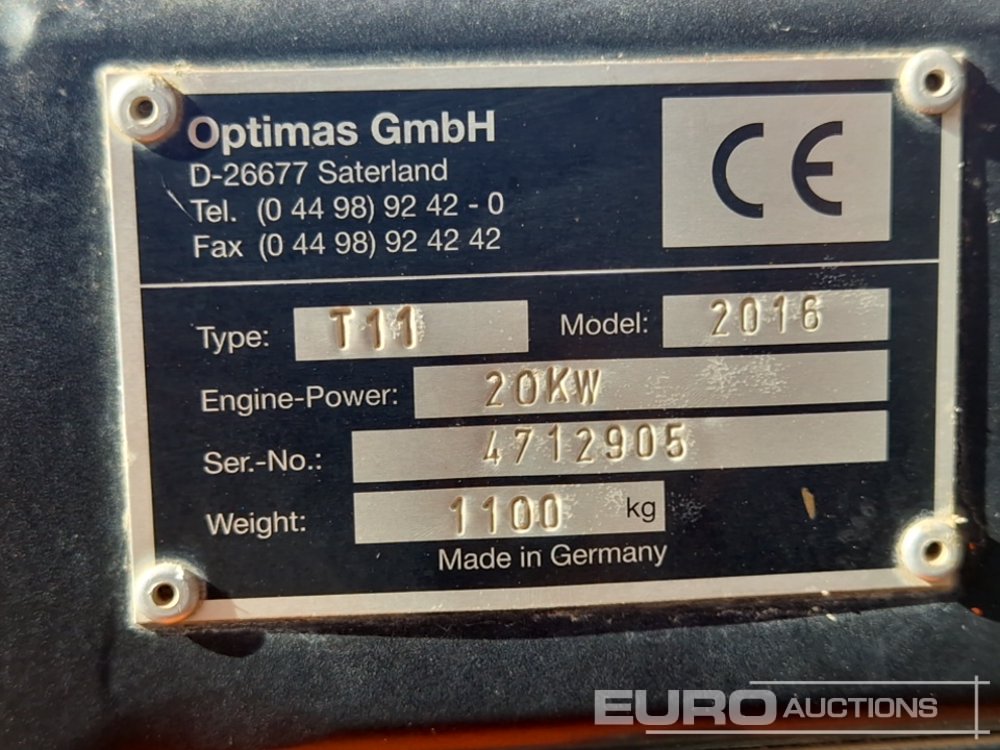 Optimas GmbH
D-26677 Saterland
Tel. (0 44 98) 92 42 - 0
Fax (0 44 98) 92 42 42
CE
Type: T11 Model: 2016
Engine-Power: 20KW
Ser.-No.: 4712905
Weight: 1100 kg
Made in Germany
EURO AUCTIONS